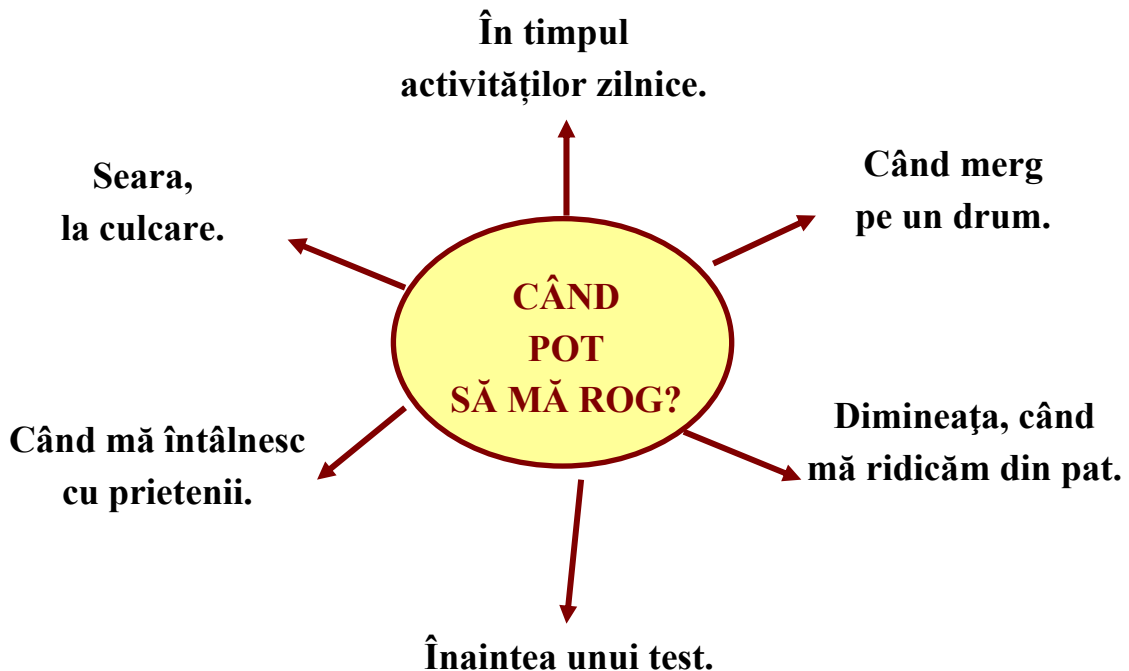 În timpul
activităților zilnice.
Seara,
la culcare.
Când merg
pe un drum.
CÂND
POT
SĂ MĂ ROG?
Când mă întâlnesc
cu prietenii.
Dimineaţa, când
mă ridicăm din pat.
Înaintea unui test.